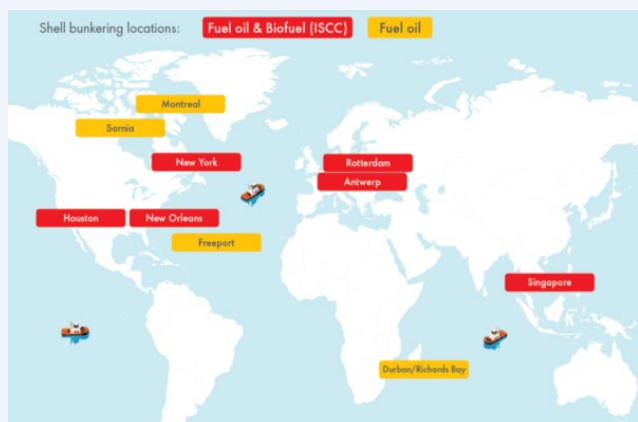 Shell bunkering locations: Fuel oil & Biofuel (ISCC) Fuel oil
Montreal
Sarnia
New York
Rotterdam
Antwerp
Houston New Orleans
Freeport
Singapore
Durban/Richards Bay